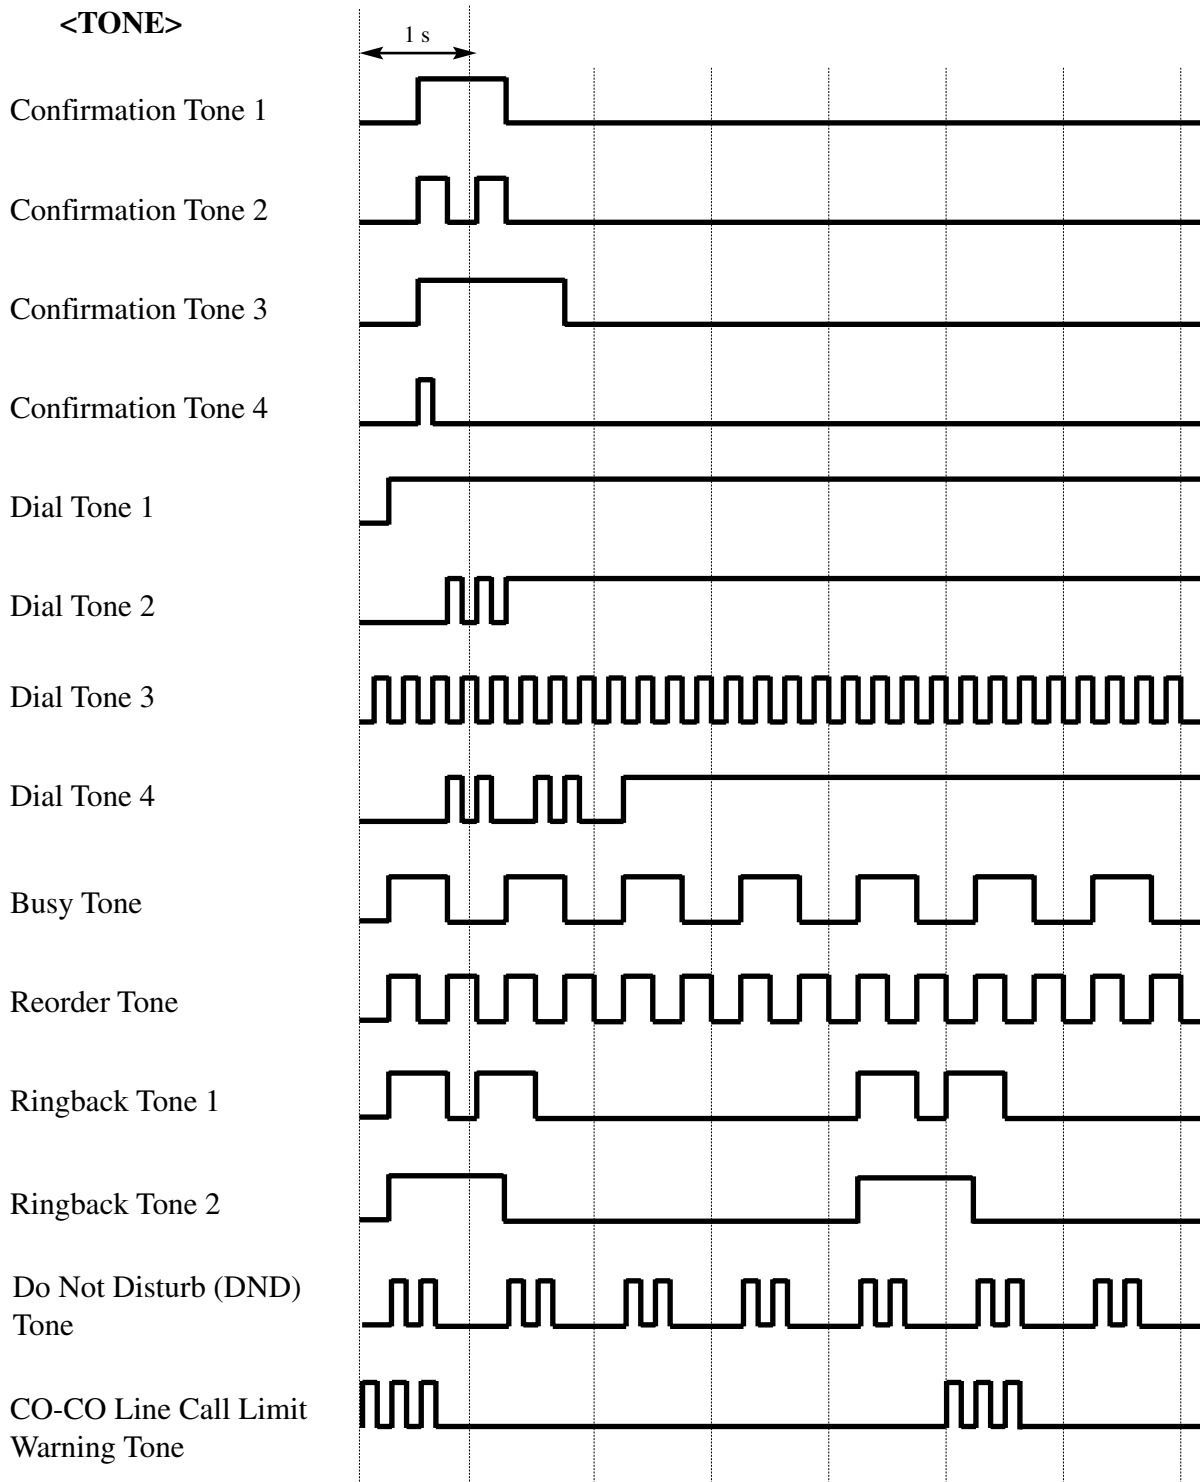 <TONE>
1 s
Confirmation Tone 1
Confirmation Tone 2
Confirmation Tone 3
Confirmation Tone 4
Dial Tone 1
Dial Tone 2
Dial Tone 3
Dial Tone 4
Busy Tone
Reorder Tone
Ringback Tone 1
Ringback Tone 2
Do Not Disturb (DND)
Tone
CO-CO Line Call Limit
Warning Tone